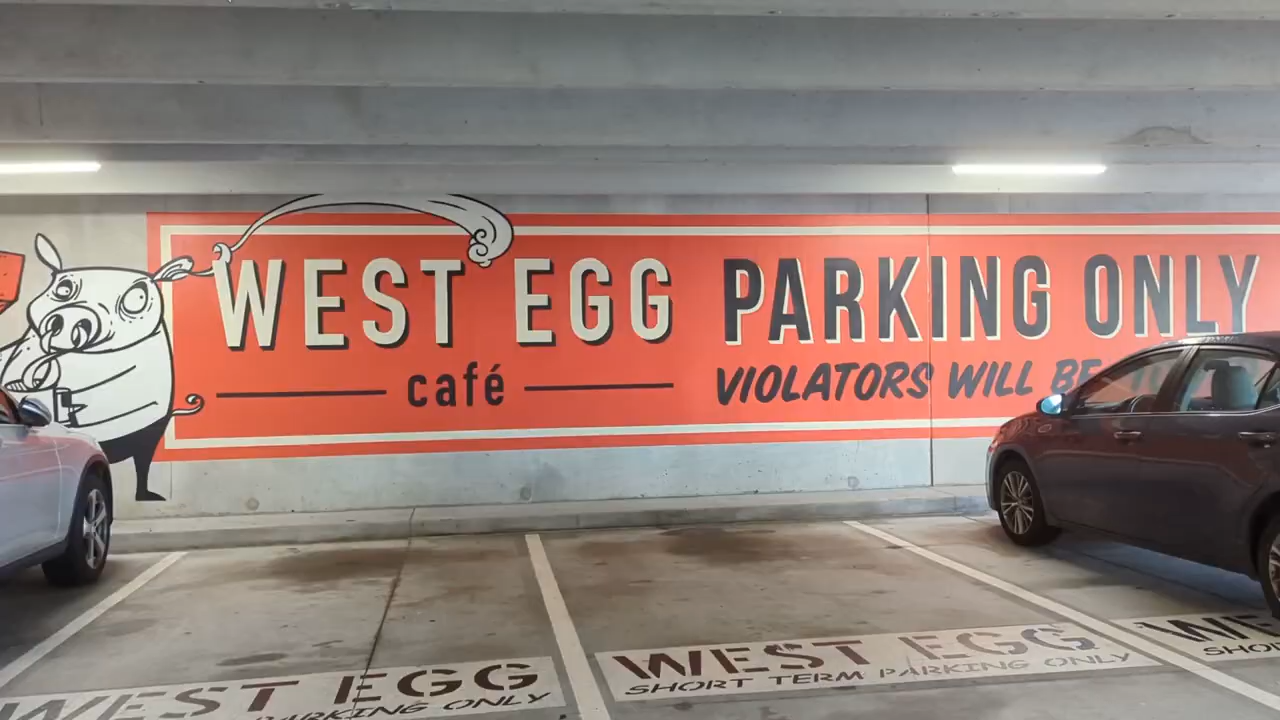 WEST EGG PARKING ONLY
café
VIOLATORS WILL BE
WEST EGG
SHORT TERM PARKING ONLY
WEST EGG
PARKING ONLY
WE
SHO